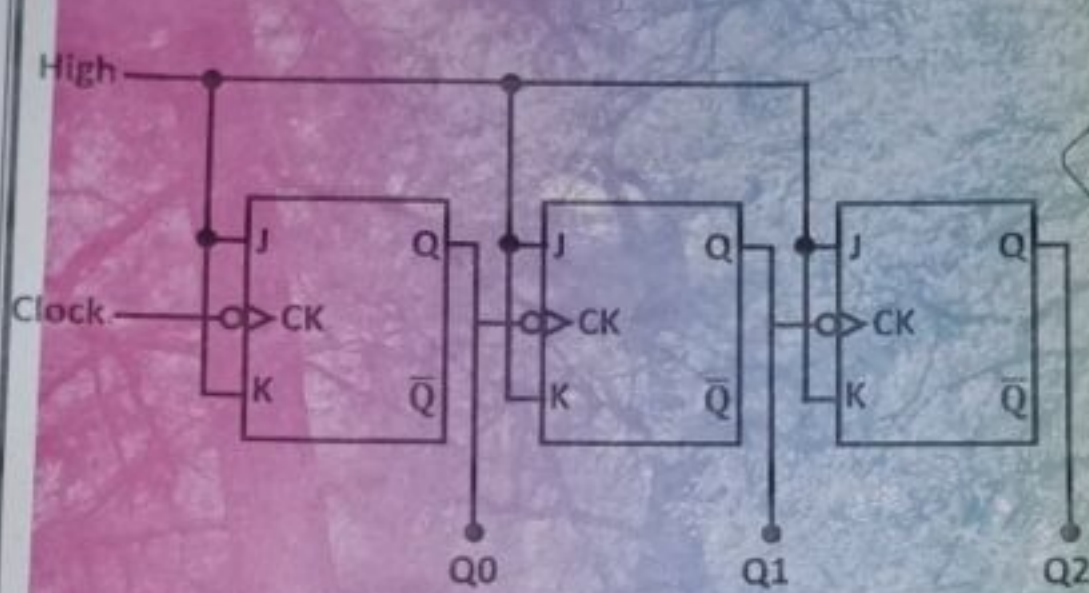 High
J Q J Q J Q
Clock CK CK CK
K Q̅ K Q̅ K Q̅
Q0 Q1 Q2